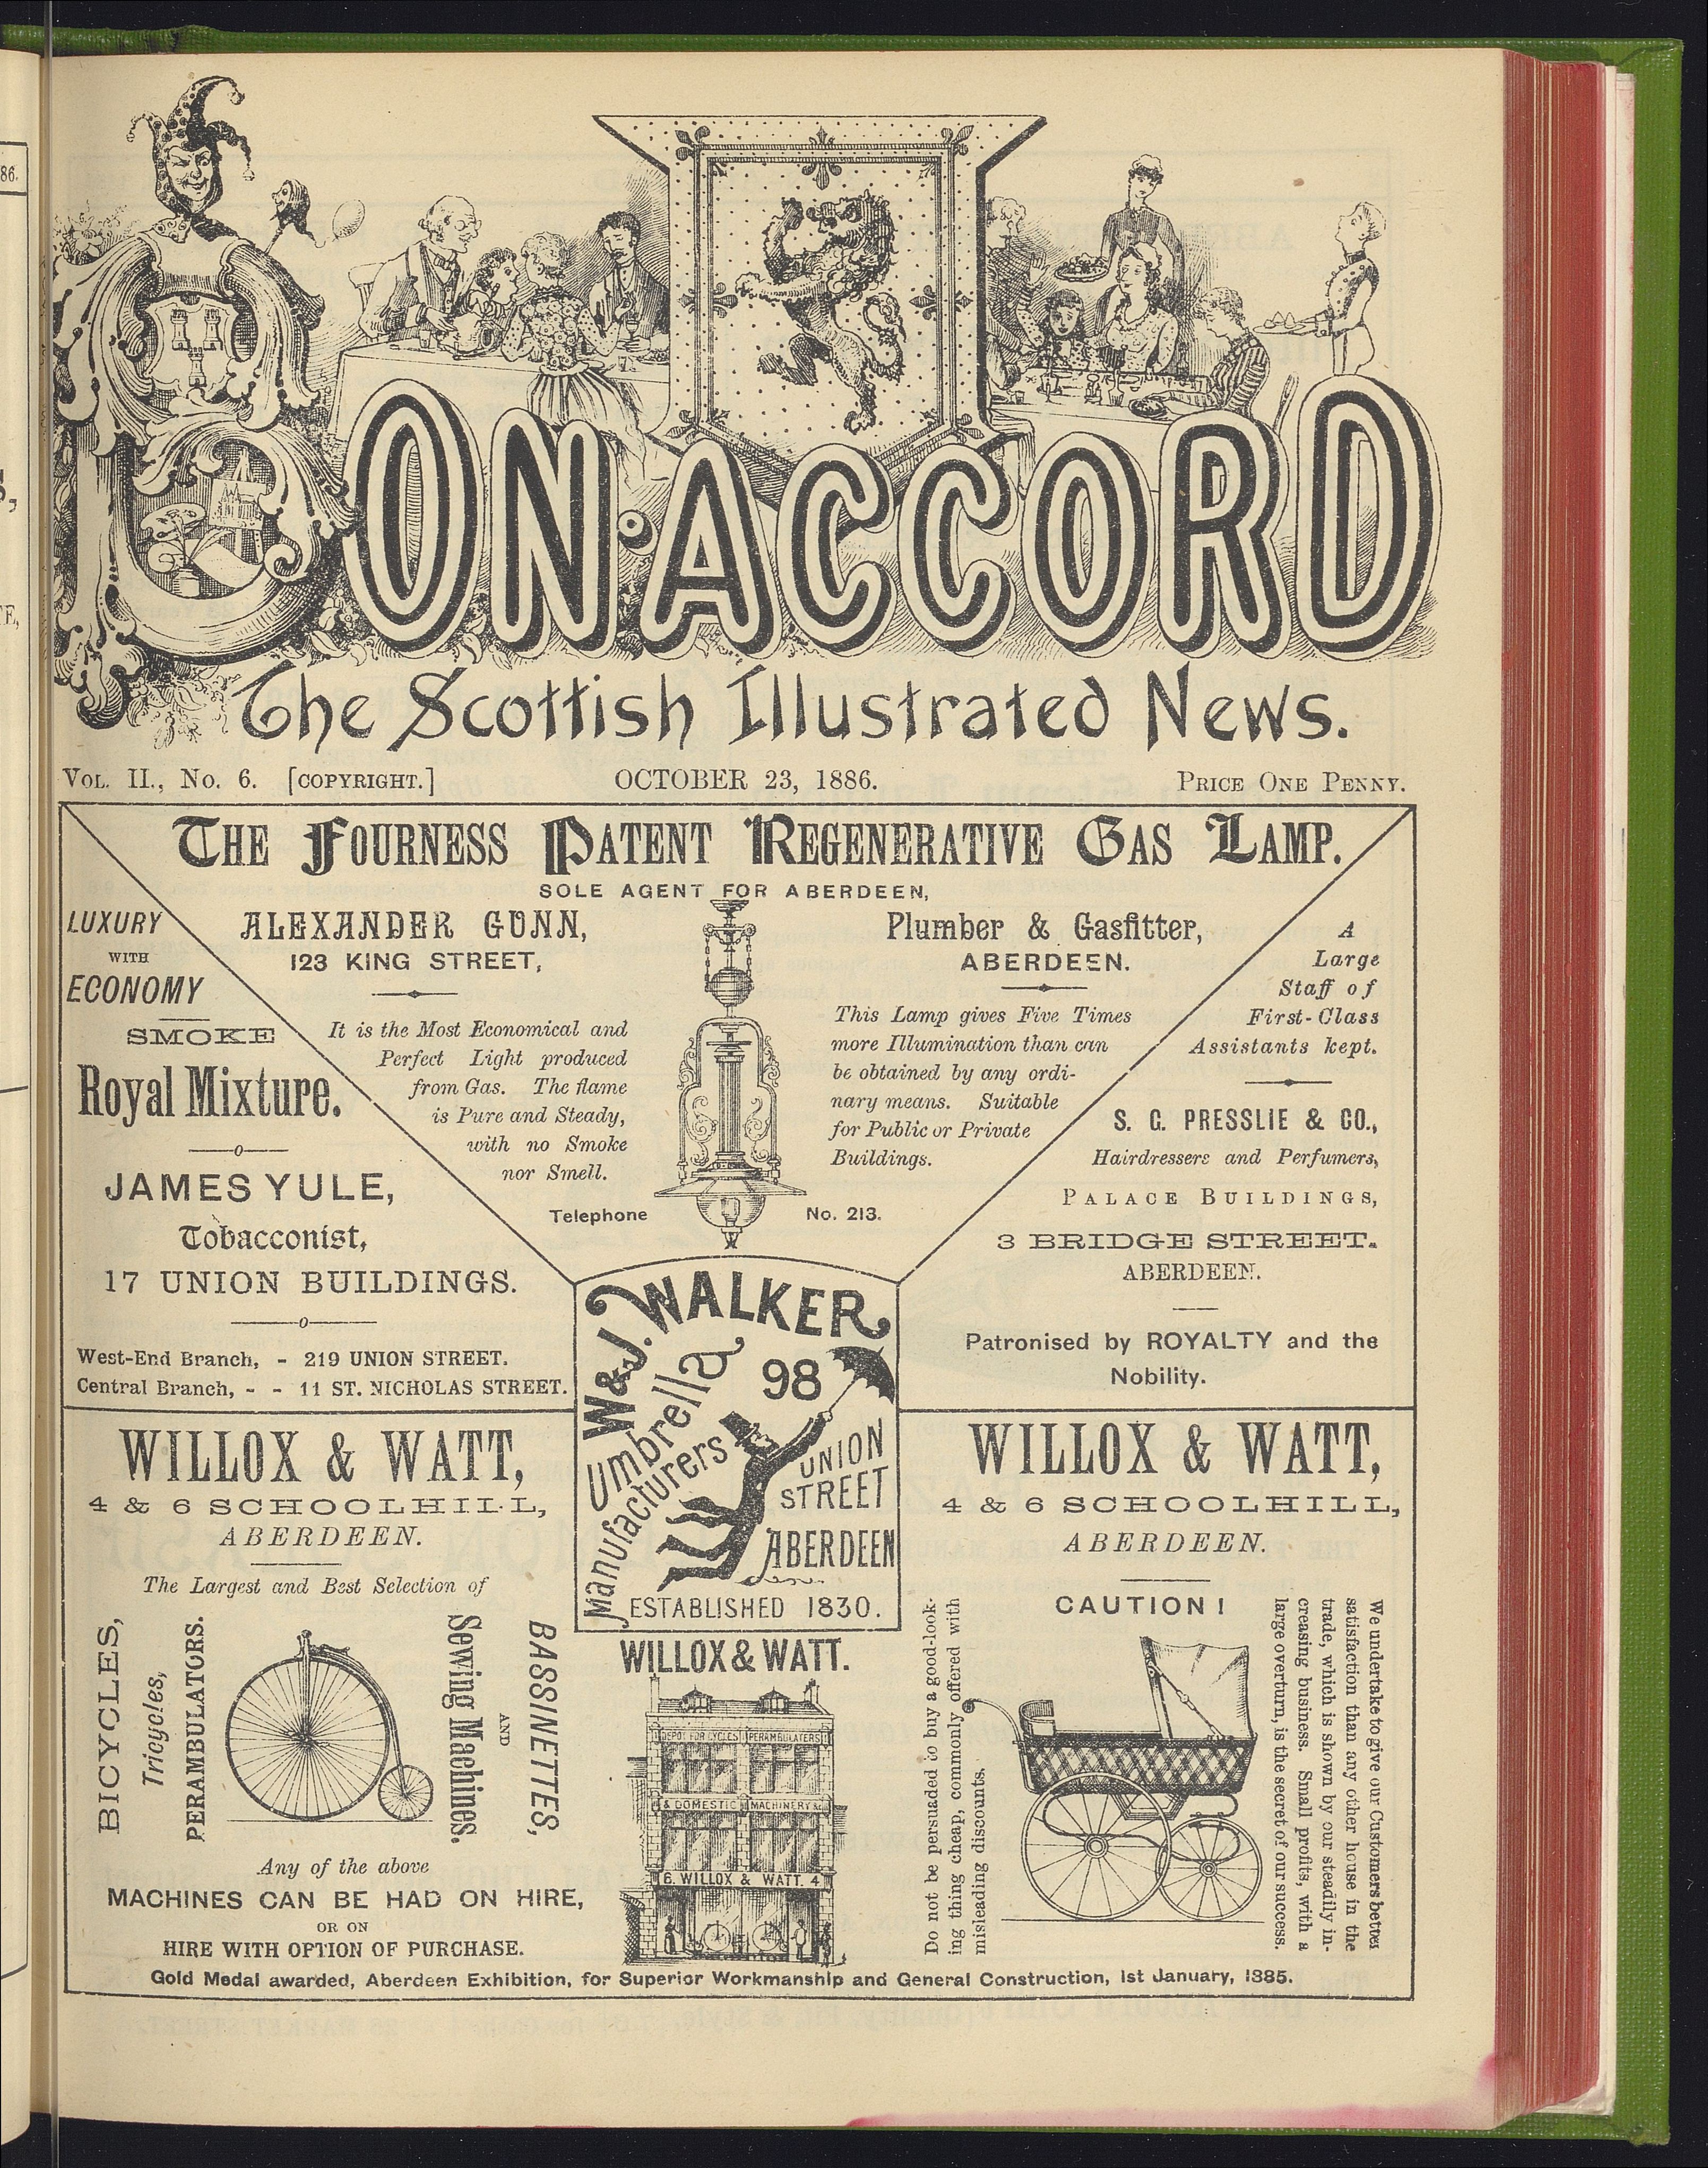 BON·ACCORD
The Scottish Illustrated News.
VOL. II., No. 6. [COPYRIGHT.] OCTOBER 23, 1886. PRICE ONE PENNY.
THE FOURNESS PATENT REGENERATIVE GAS LAMP.
SOLE AGENT FOR ABERDEEN,
ALEXANDER GUNN,
123 KING STREET,
Plumber & Gasfitter,
ABERDEEN.
It is the Most Economical and
Perfect Light produced
from Gas. The flame
is Pure and Steady,
with no Smoke
nor Smell.
This Lamp gives Five Times
more Illumination than can
be obtained by any ordi-
nary means. Suitable
for Public or Private
Buildings.
Telephone No. 213.
LUXURY
WITH
ECONOMY
SMOKE
Royal Mixture.
JAMES YULE,
Tobacconist,
17 UNION BUILDINGS.
West-End Branch, - 219 UNION STREET.
Central Branch, - - 11 ST. NICHOLAS STREET.
A
Large
Staff of
First-Class
Assistants kept.
S. G. PRESSLIE & CO.,
Hairdressers and Perfumers,
PALACE BUILDINGS,
3 BRIDGE STREET.
ABERDEEN.
Patronised by ROYALTY and the
Nobility.
W & J. WALKER
Umbrella
Manufacturers
98
UNION
STREET
ABERDEEN
ESTABLISHED 1830.
WILLOX & WATT,
4 & 6 SCHOOLHILL,
ABERDEEN.
The Largest and Best Selection of
BICYCLES,
Tricycles,
PERAMBULATORS.
BASSINETTES,
AND
Sewing Machines.
Any of the above
MACHINES CAN BE HAD ON HIRE,
OR ON
HIRE WITH OPTION OF PURCHASE.
WILLOX & WATT.
DEPOT FOR CYCLES PERAMBULATERS
& DOMESTIC MACHINERY &c
6. WILLOX & WATT. 4
WILLOX & WATT,
4 & 6 SCHOOLHILL,
ABERDEEN.
CAUTION!
Do not be persuaded to buy a good-look-
ing thing cheap, commonly offered with
misleading discounts.
We undertake to give our Customers better
satisfaction than any other house in the
trade, which is shown by our steadily in-
creasing business. Small profits, with a
large overturn, is the secret of our success.
Gold Medal awarded, Aberdeen Exhibition, for Superior Workmanship and General Construction, 1st January, 1885.